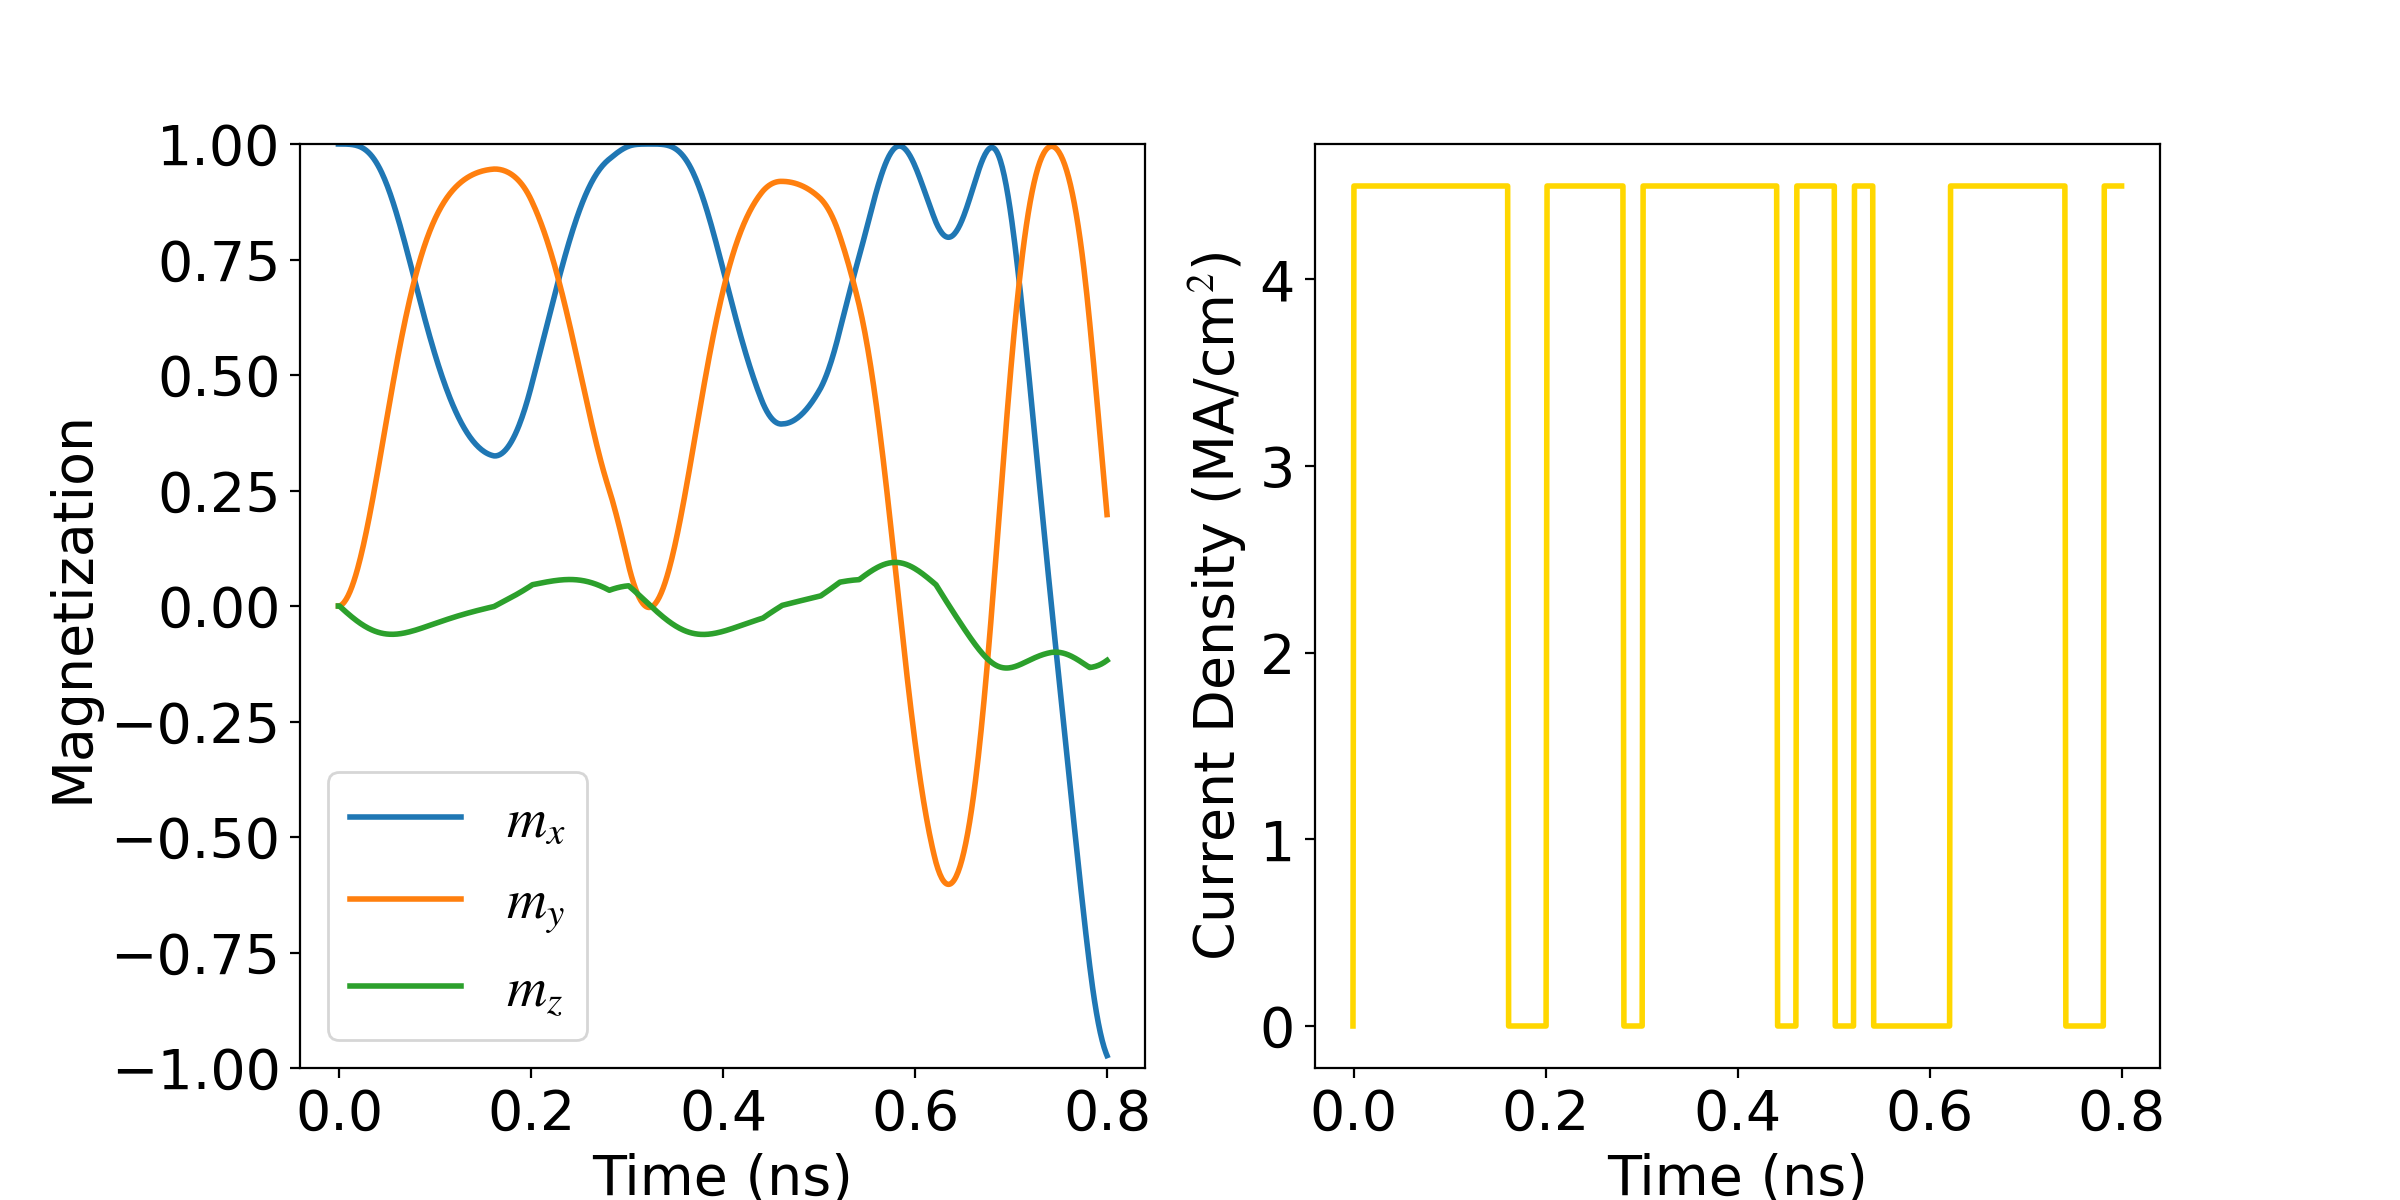 Magnetization
1.00
0.75
0.50
0.25
0.00
−0.25
−0.50
−0.75
−1.00
m_x
m_y
m_z
0.0 0.2 0.4 0.6 0.8
Time (ns)
Current Density (MA/cm²)
4
3
2
1
0
0.0 0.2 0.4 0.6 0.8
Time (ns)